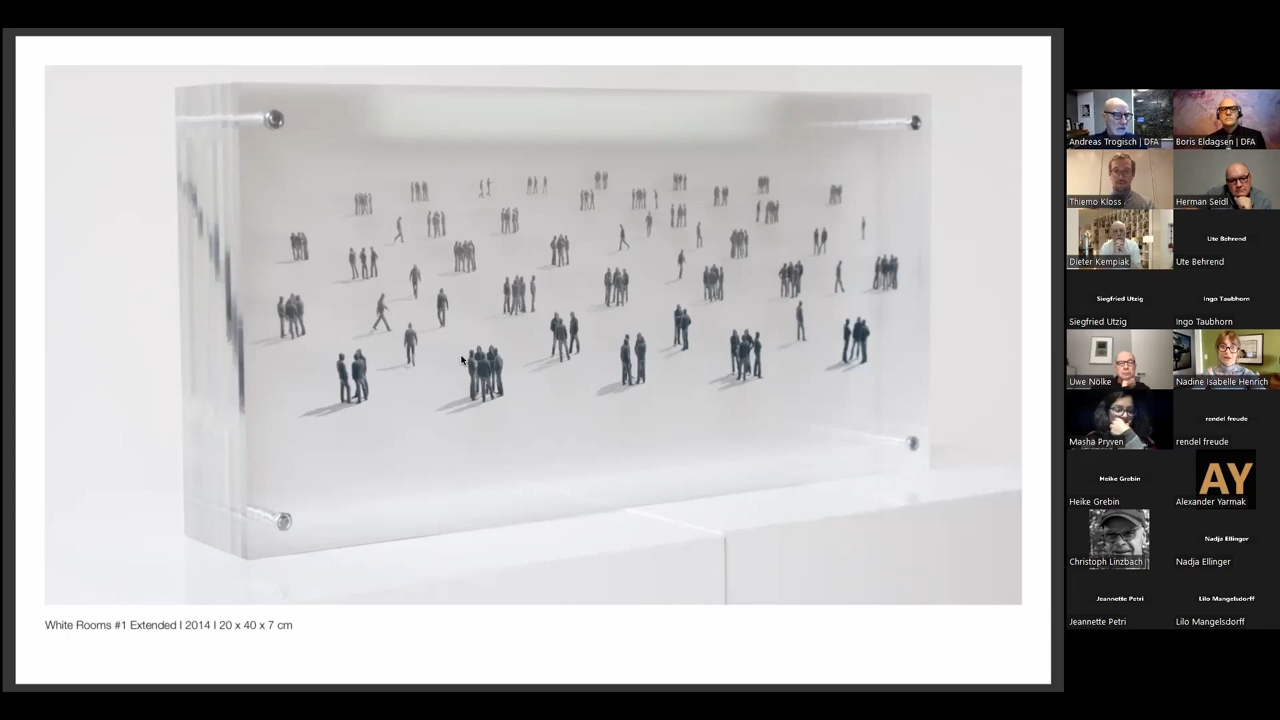 White Rooms #1 Extended I 2014 I 20 x 40 x 7 cm
Andreas Trogisch | DFA
Boris Eldagsen | DFA
Thiemo Kloss
Herman Seidl
Dieter Kempiak
Ute Behrend
Ute Behrend
Siegfried Utzig
Siegfried Utzig
Ingo Taubhorn
Ingo Taubhorn
Uwe Nölke
Nadine Isabelle Henrich
Masha Pryven
rendel freude
rendel freude
Heike Grebin
Heike Grebin
AY
Alexander Yarmak
Christoph Linzbach
Nadja Ellinger
Nadja Ellinger
Jeannette Petri
Jeannette Petri
Lilo Mangelsdorff
Lilo Mangelsdorff